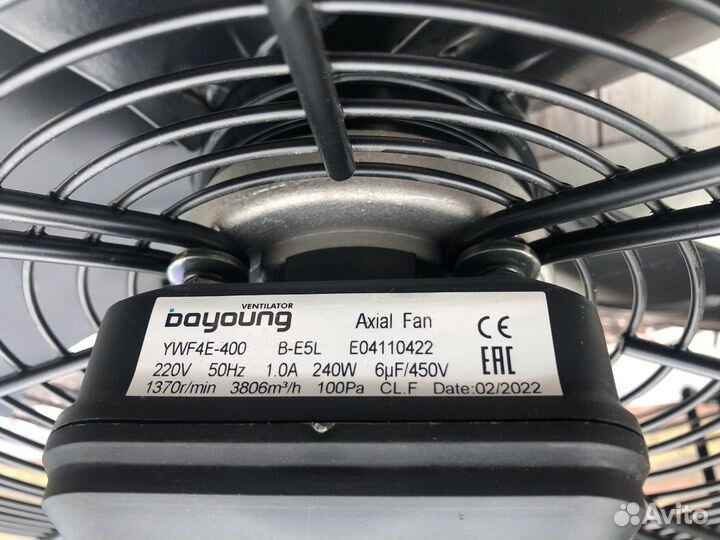 VENTILATOR
bayoung Axial Fan CE
YWF4E-400 B-E5L E04110422
220V 50Hz 1.0A 240W 6µF/450V EAC
1370r/min 3806m³/h 100Pa CL.F Date:02/2022
Avito